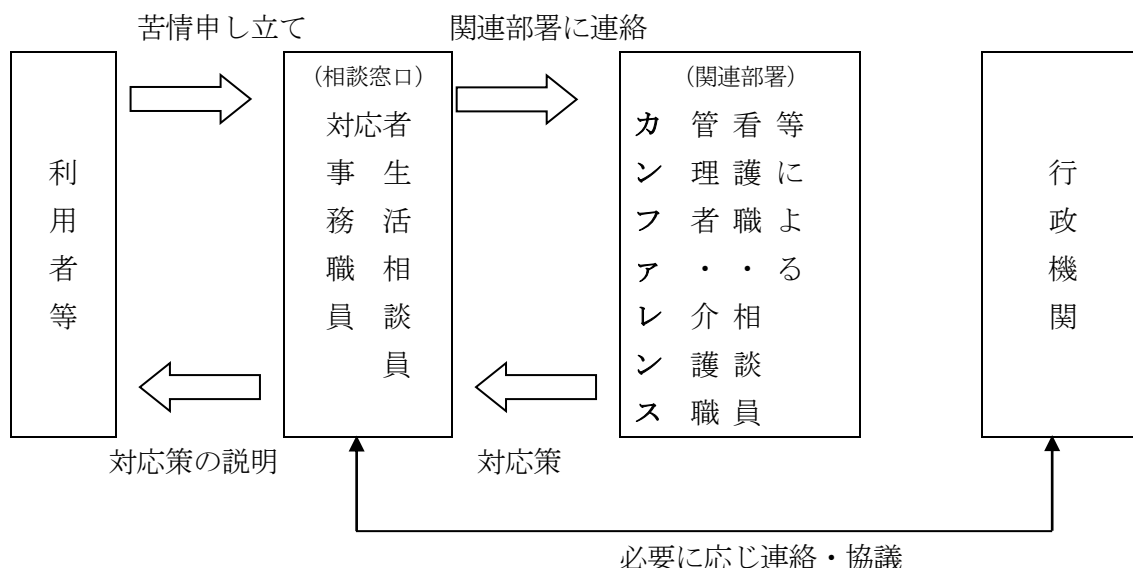 苦情申し立て
関連部署に連絡
利用者等
(相談窓口)
対応者
生活相談員
事務職員
(関連部署)
管理者・介護職
看護職・相談員
等による
カンファレンス
行政機関
対応策の説明
対応策
必要に応じ連絡・協議